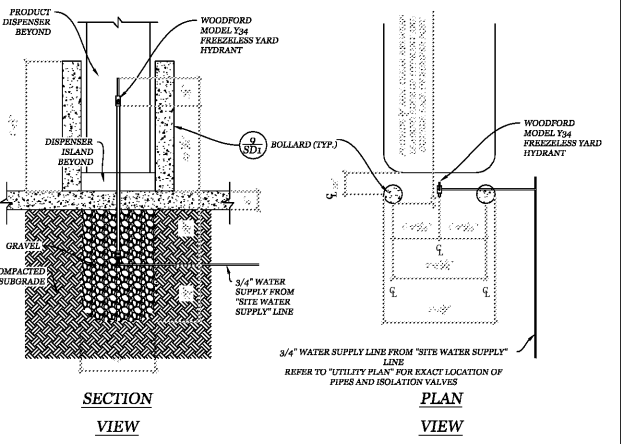 PRODUCT
DISPENSER
BEYOND
WOODFORD
MODEL Y34
FREEZELESS YARD
HYDRANT
DISPENSER
ISLAND
BEYOND
9
SD1
BOLLARD (TYP.)
GRAVEL
COMPACTED
SUBGRADE
3/4" WATER
SUPPLY FROM
"SITE WATER
SUPPLY" LINE
SECTION
VIEW
WOODFORD
MODEL Y34
FREEZELESS YARD
HYDRANT
℄
℄
℄
℄
3/4" WATER SUPPLY LINE FROM "SITE WATER SUPPLY"
LINE
REFER TO "UTILITY PLAN" FOR EXACT LOCATION OF
PIPES AND ISOLATION VALVES
PLAN
VIEW